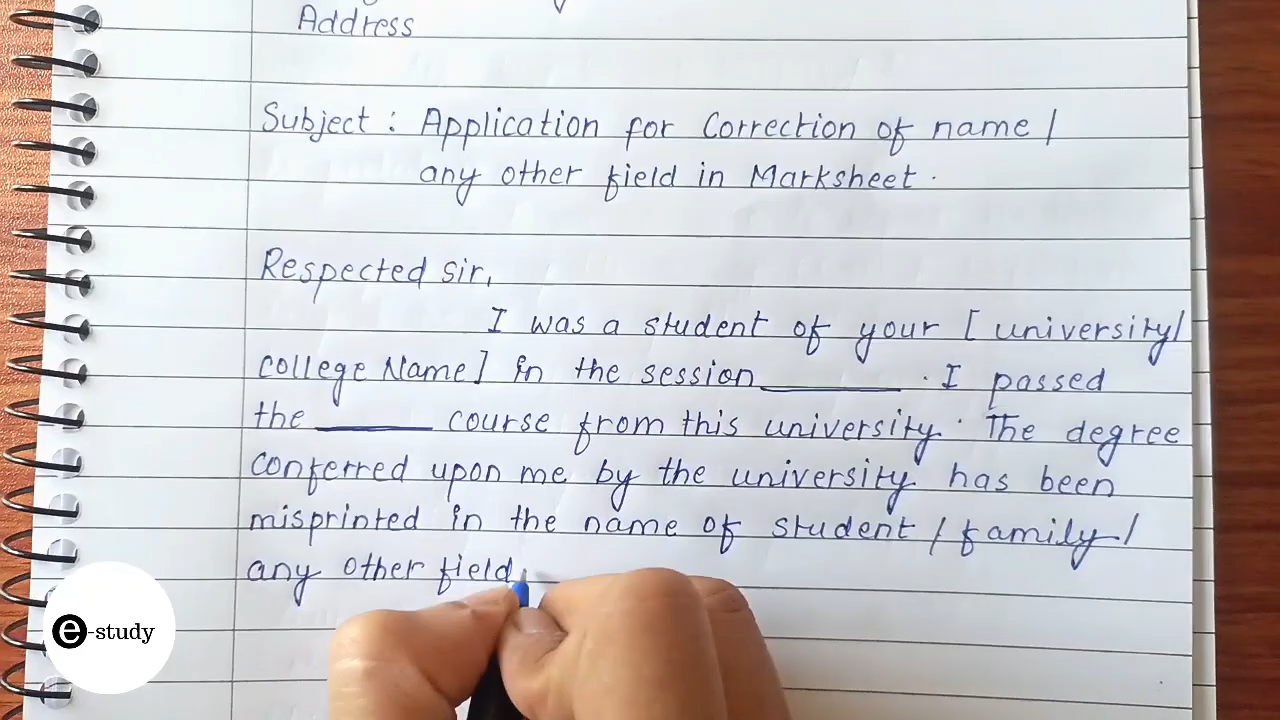 Address
Subject : Application for Correction of name /
any other field in Marksheet .
Respected Sir,
I was a student of your [ university/
college Name] in the session ______ . I passed
the ______ course from this university. The degree
conferred upon me by the university has been
misprinted in the name of student / family /
any other field,
e-study